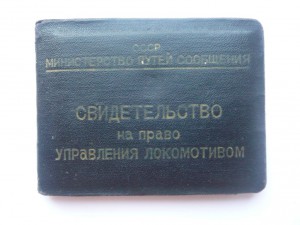 СССР
МИНИСТЕРСТВО ПУТЕЙ СООБЩЕНИЯ
СВИДЕТЕЛЬСТВО
на право
УПРАВЛЕНИЯ ЛОКОМОТИВОМ